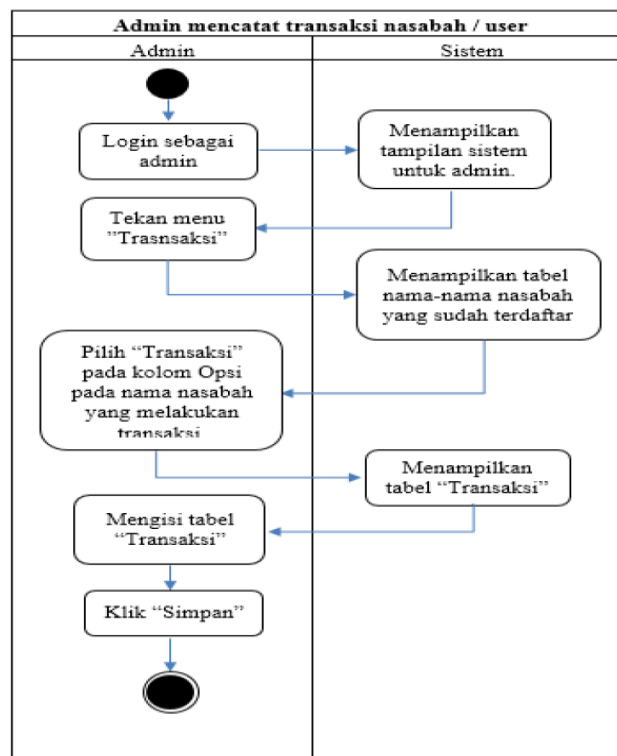 Admin mencatat transaksi nasabah / user
Admin
Sistem
Login sebagai
admin
Menampilkan
tampilan sistem
untuk admin.
Tekan menu
"Trasnsaksi"
Menampilkan tabel
nama-nama nasabah
yang sudah terdaftar
Pilih “Transaksi”
pada kolom Opsi
pada nama nasabah
yang melakukan
transaksi
Menampilkan
tabel “Transaksi”
Mengisi tabel
“Transaksi”
Klik “Simpan”